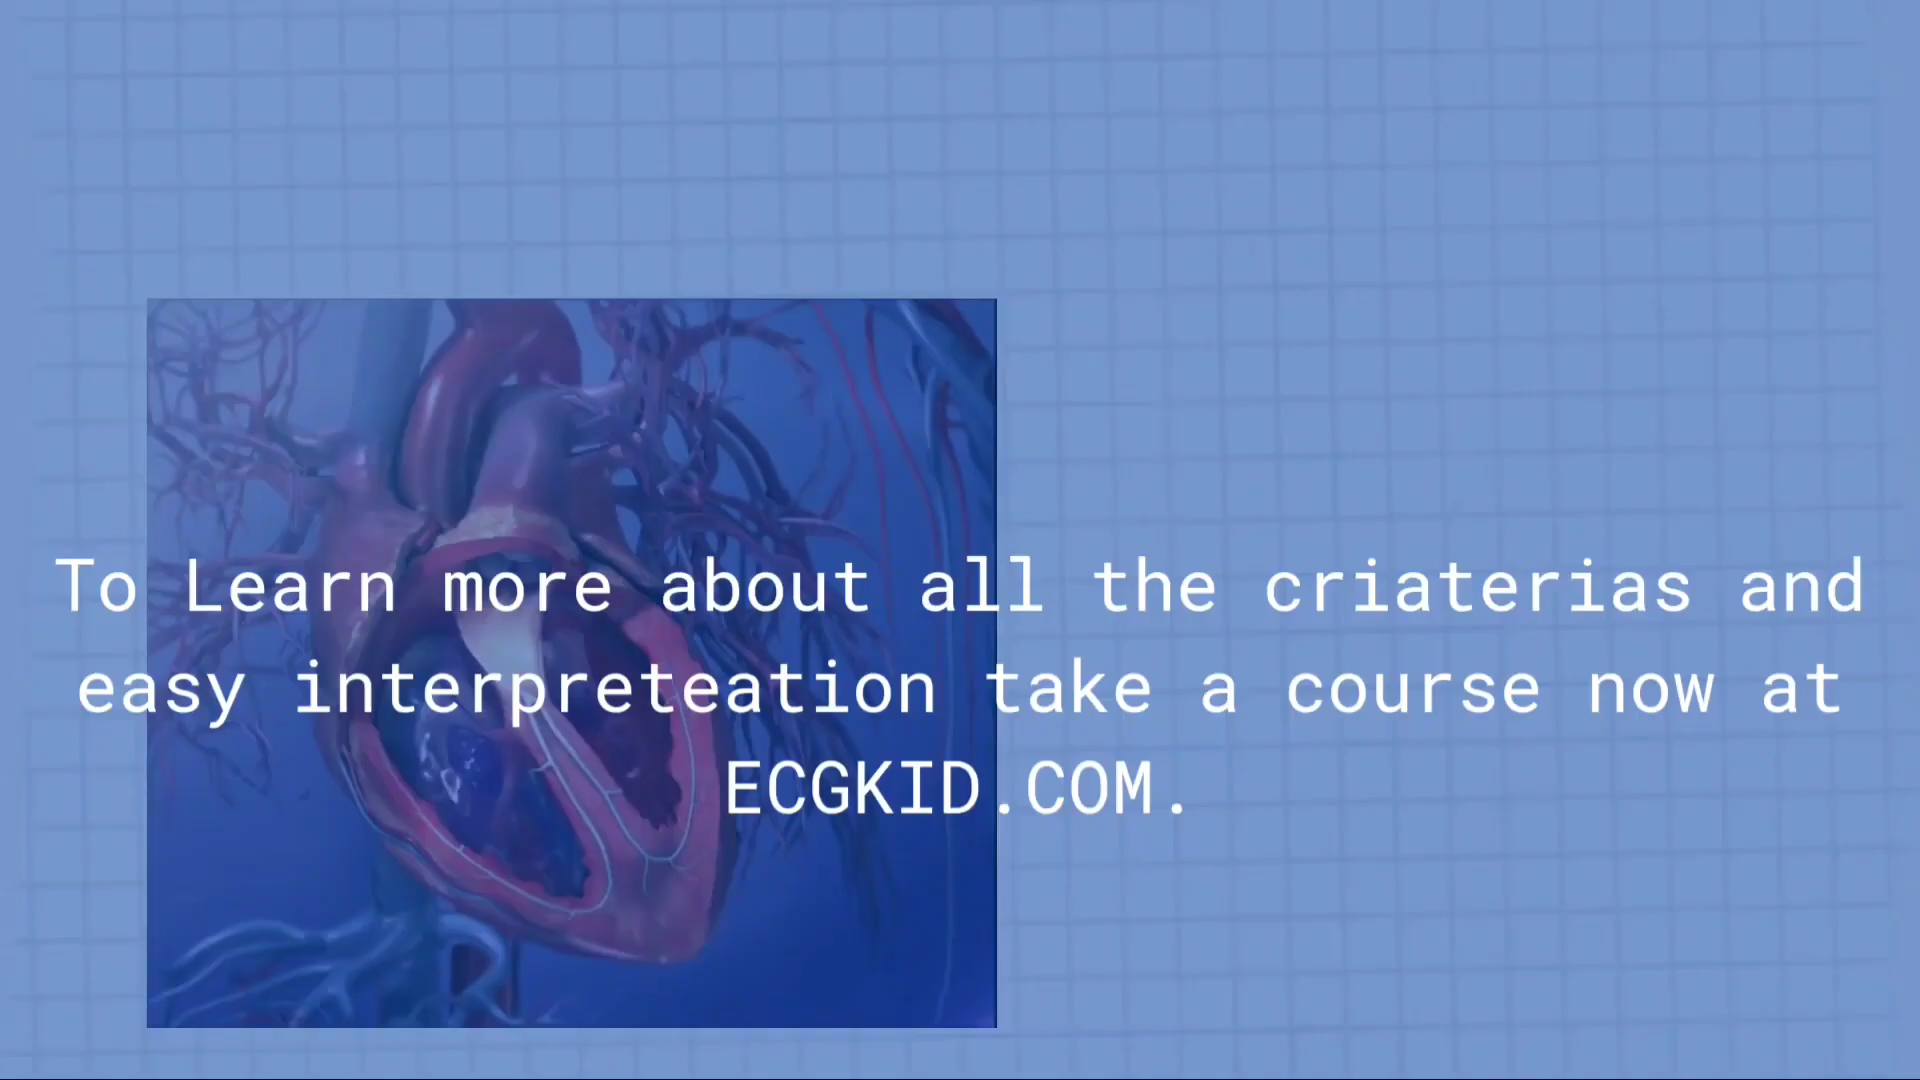 To Learn more about all the criaterias and
easy interpreteation take a course now at
ECGKID.COM.